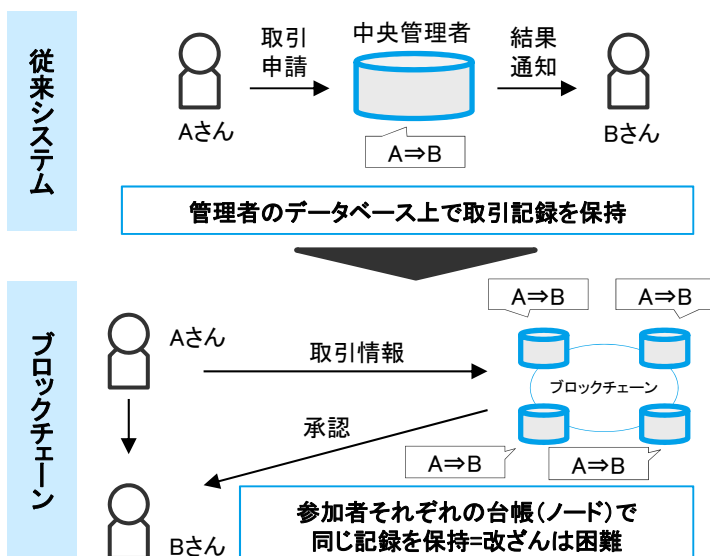 従来システム
取引
申請
中央管理者
結果
通知
Aさん
Bさん
A⇒B
管理者のデータベース上で取引記録を保持
ブロックチェーン
A⇒B
A⇒B
Aさん
取引情報
ブロックチェーン
承認
A⇒B
A⇒B
Bさん
参加者それぞれの台帳(ノード)で
同じ記録を保持=改ざんは困難